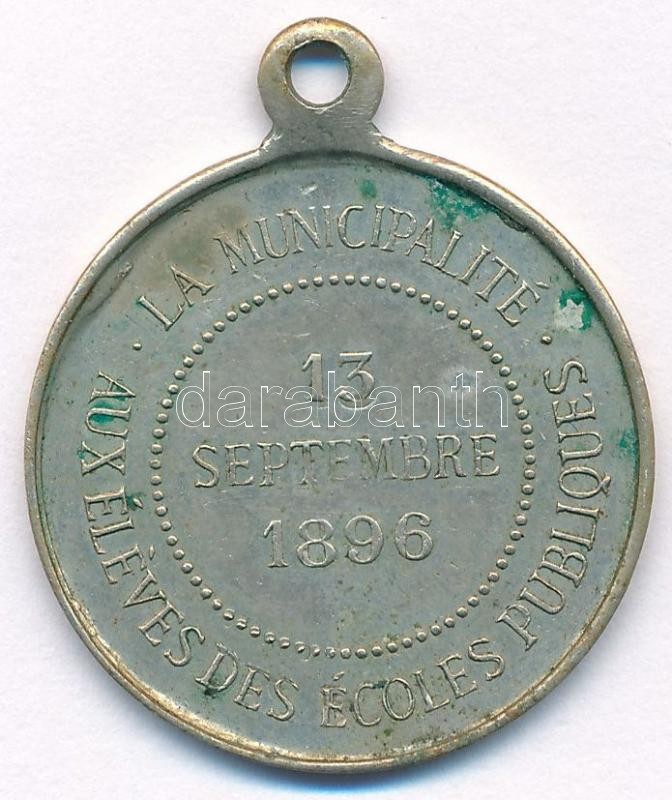 · LA MUNICIPALITÉ ·
AUX ÉLÈVES DES ÉCOLES PUBLIQUES
13
SEPTEMBRE
1896
darabanth